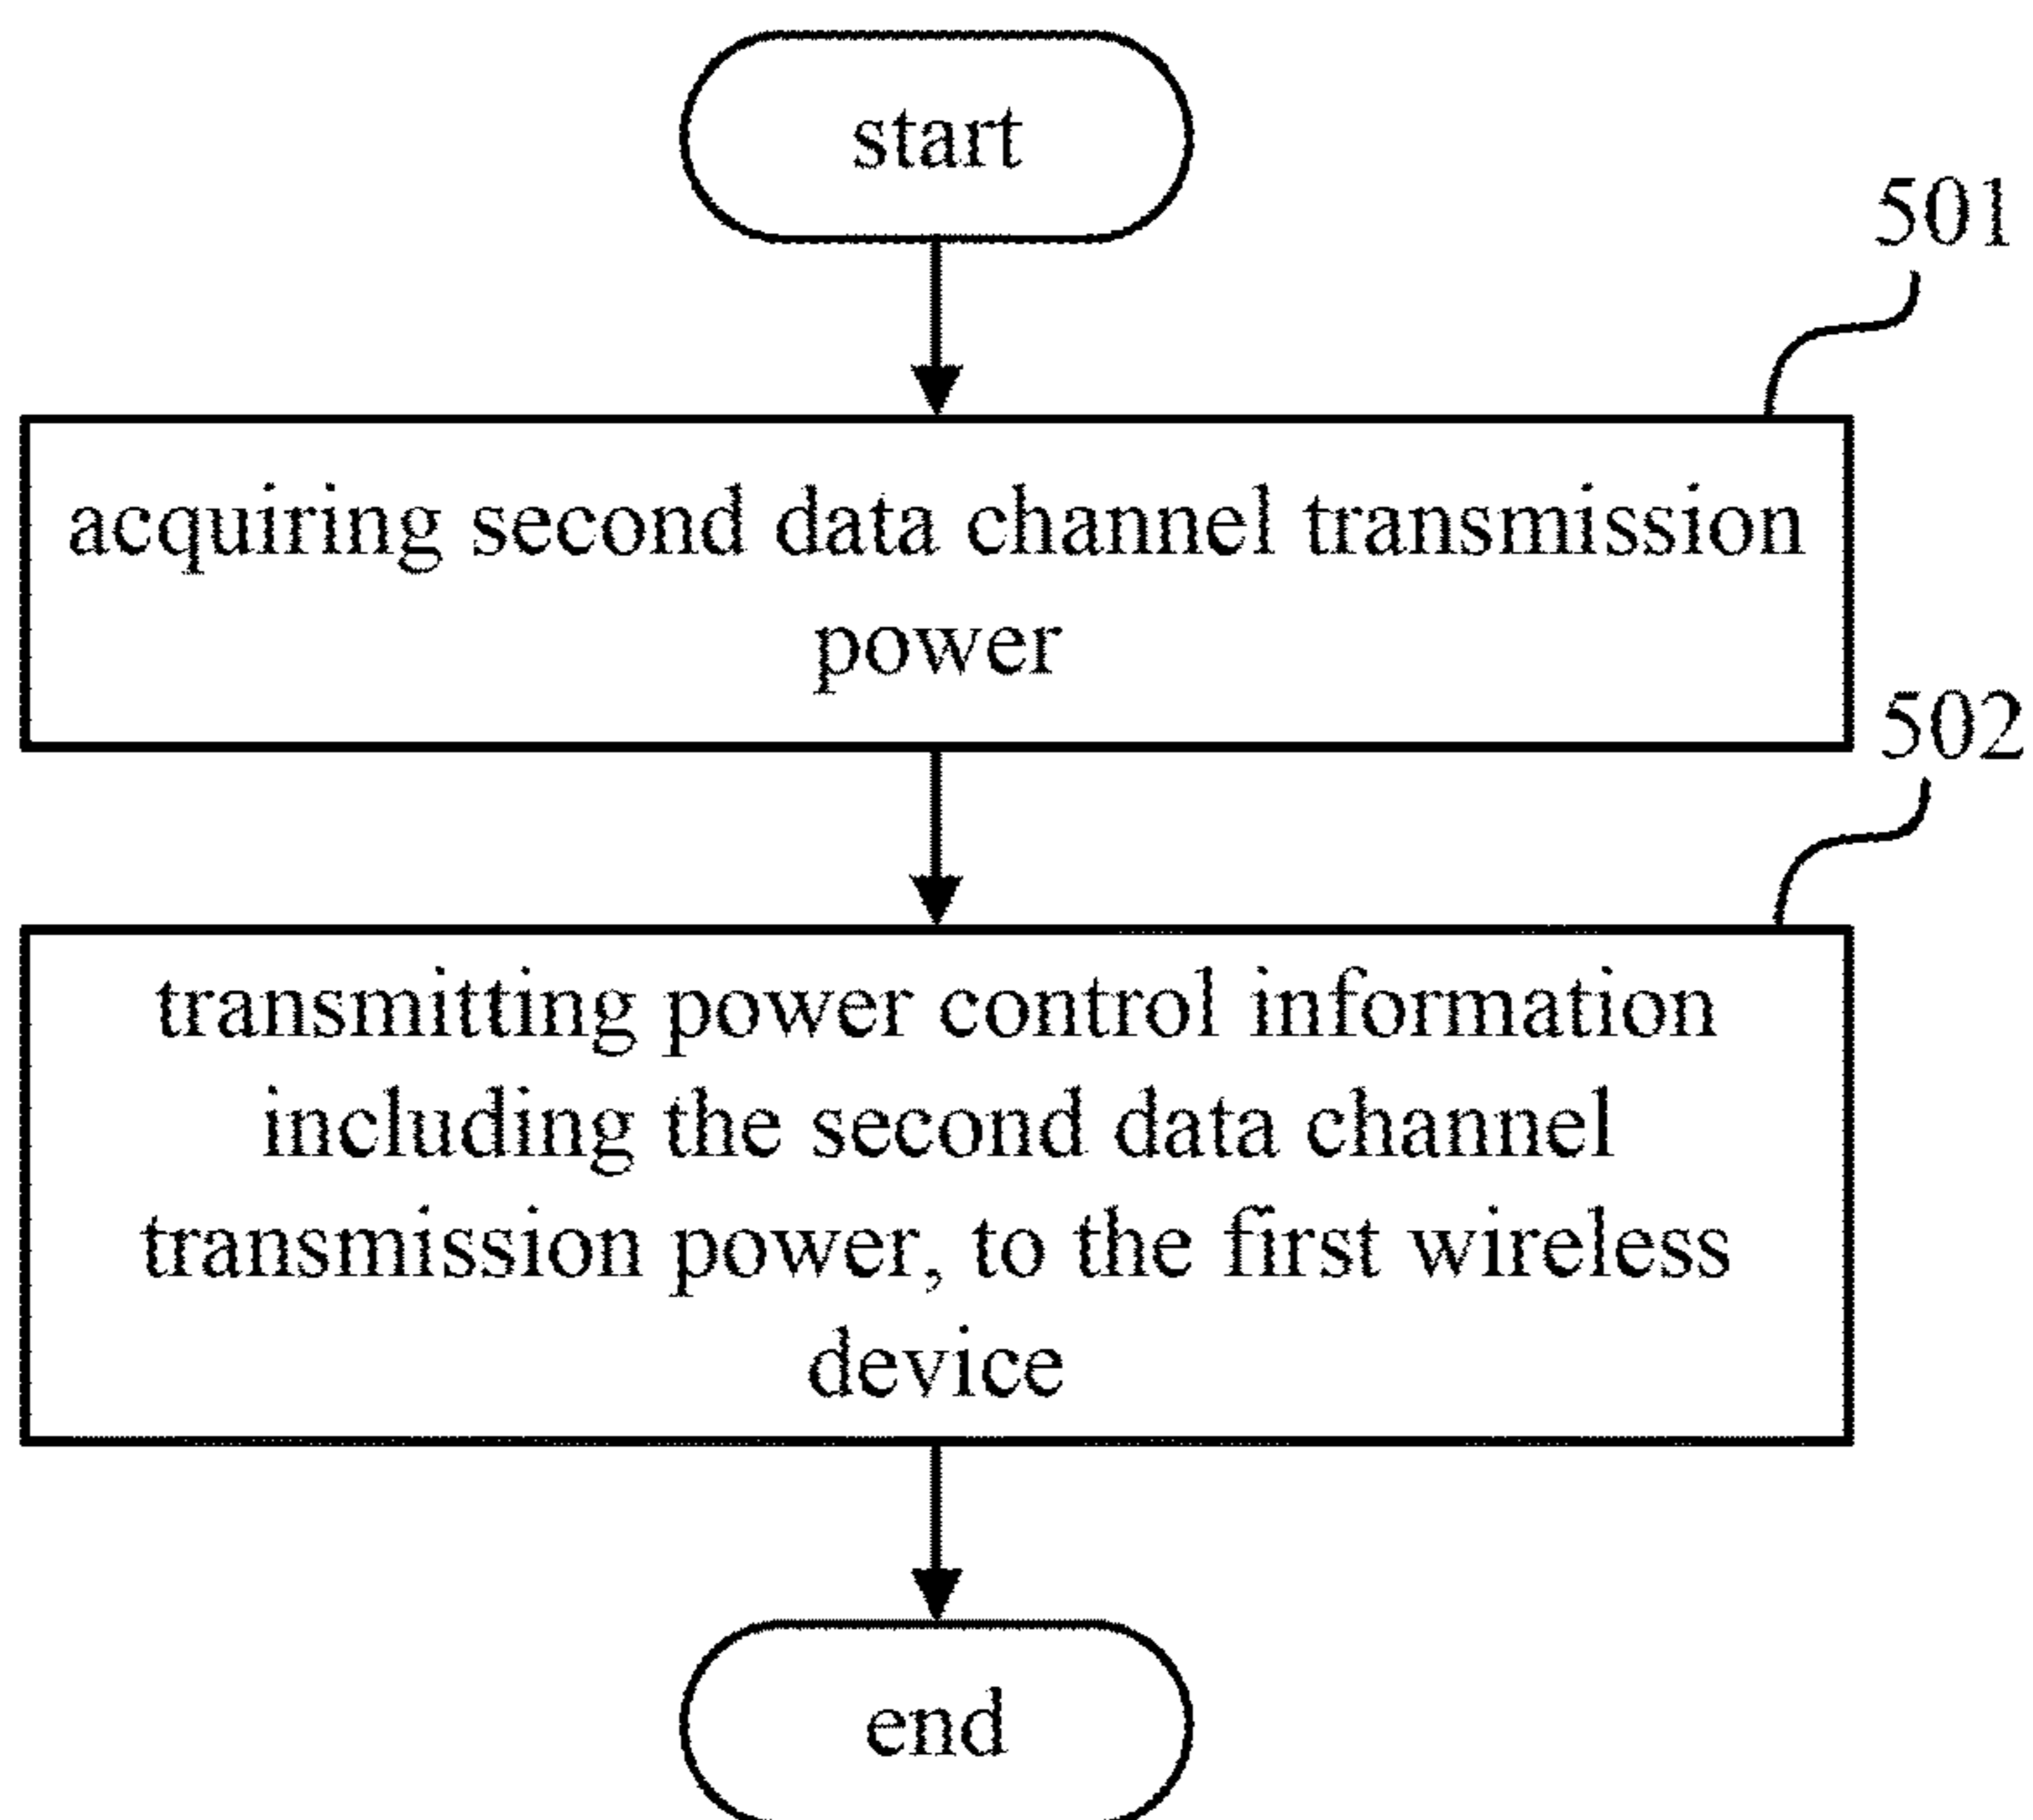 start
501
acquiring second data channel transmission
power
502
transmitting power control information
including the second data channel
transmission power, to the first wireless
device
end